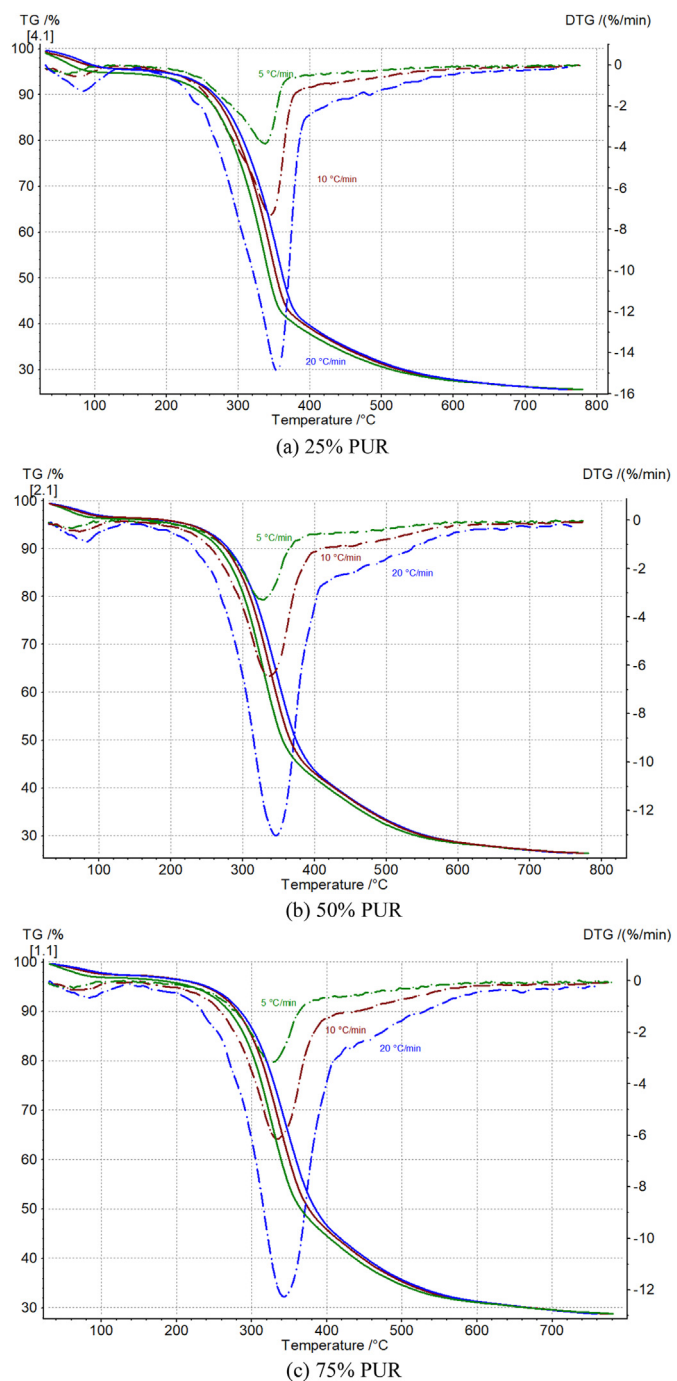 TG /%
DTG /(%/min)
[4.1]
100
0
5 °C/min
90
-2
80
-4
70
10 °C/min
-6
60
-8
50
-10
40
-12
20 °C/min
30
-14
-16
100 200 300 400 500 600 700 800
Temperature /°C
(a) 25% PUR
TG /%
DTG /(%/min)
[2.1]
100
0
5 °C/min
90
10 °C/min
-2
20 °C/min
80
-4
70
-6
60
-8
50
-10
40
-12
30
100 200 300 400 500 600 700 800
Temperature /°C
(b) 50% PUR
TG /%
DTG /(%/min)
[1.1]
100
0
5 °C/min
90
10 °C/min
-2
20 °C/min
80
-4
70
-6
60
-8
50
-10
40
-12
30
100 200 300 400 500 600 700
Temperature /°C
(c) 75% PUR